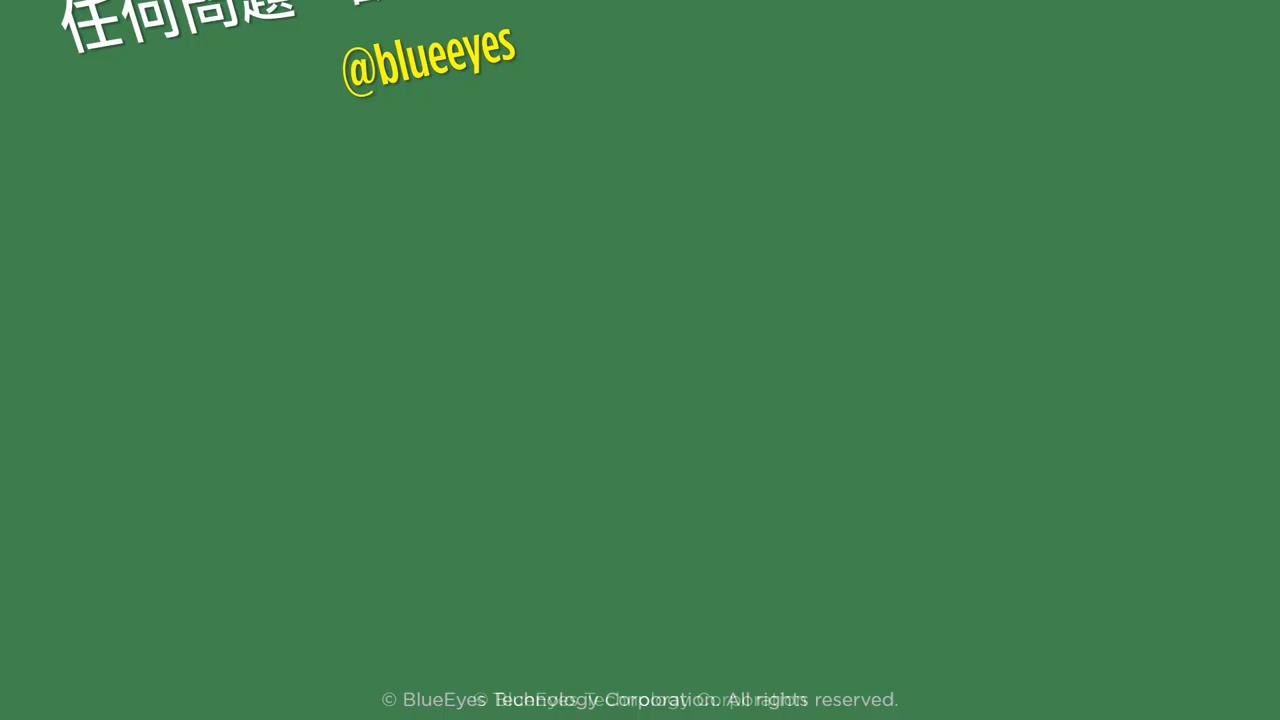 任何問題
@blueeyes
© BlueEyes Technology Corporation. All rights reserved.